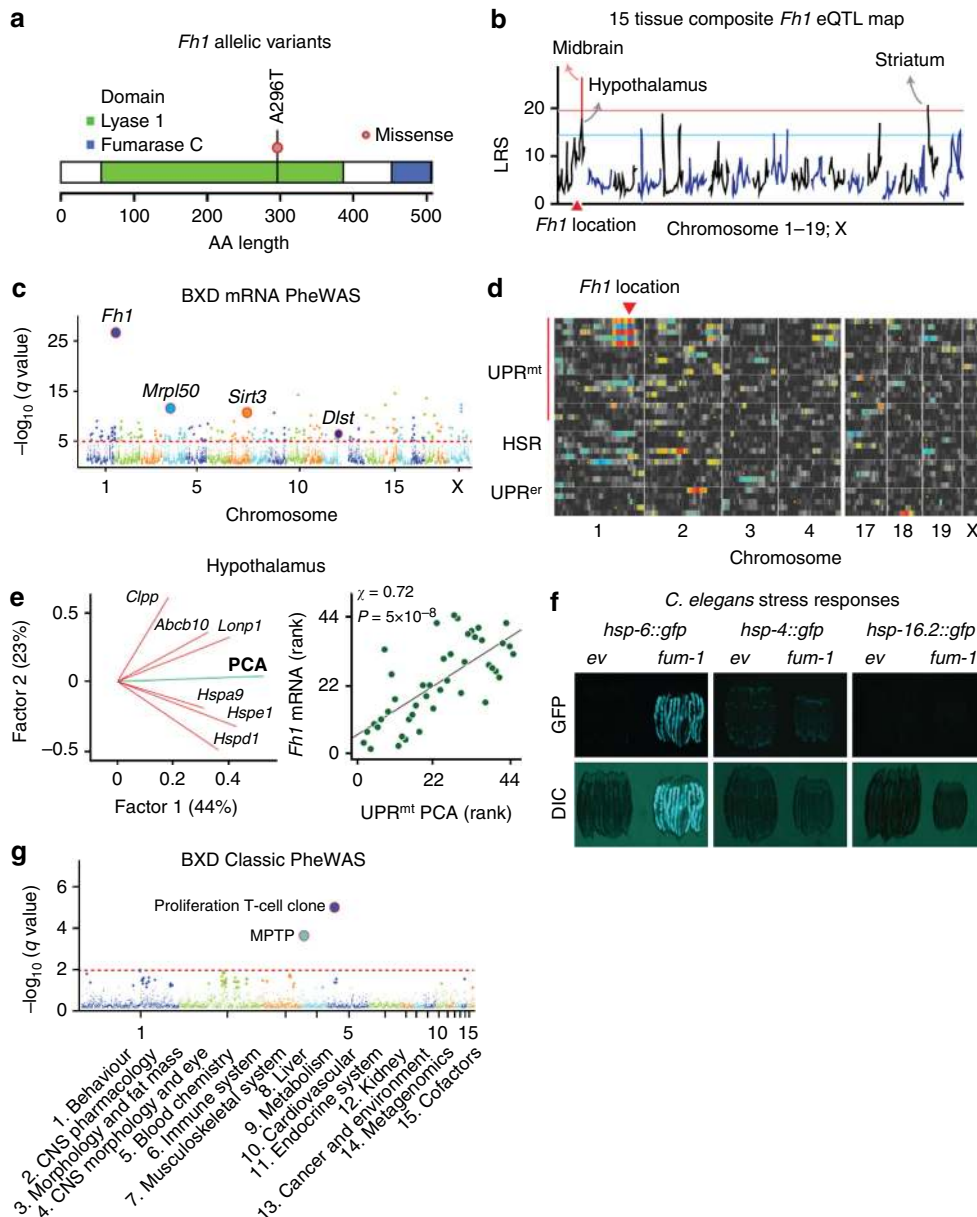 a
Fh1 allelic variants
Domain
Lyase 1
Fumarase C
A296T
Missense
0 100 200 300 400 500
AA length
b
15 tissue composite Fh1 eQTL map
Midbrain
Hypothalamus
Striatum
20
10
0
LRS
Fh1 location
Chromosome 1–19; X
c
BXD mRNA PheWAS
Fh1
Mrpl50
Sirt3
Dlst
25
15
5
–log10 (q value)
1 5 10 15 X
Chromosome
d
Fh1 location
UPRmt
HSR
UPRer
1 2 3 4 17 18 19 X
Chromosome
Hypothalamus
e
Clpp
Abcb10
Lonp1
PCA
Hspa9
Hspe1
Hspd1
0.5
0
–0.5
Factor 2 (23%)
0 0.2 0.4
Factor 1 (44%)
χ = 0.72
P = 5×10–8
44
22
0
Fh1 mRNA (rank)
0 22 44
UPRmt PCA (rank)
f
C. elegans stress responses
hsp-6::gfp hsp-4::gfp hsp-16.2::gfp
ev fum-1 ev fum-1 ev fum-1
GFP
DIC
g
BXD Classic PheWAS
Proliferation T-cell clone
MPTP
6
4
2
0
–log10 (q value)
1 5 10 15
1. Behaviour
2. CNS pharmacology
3. Morphology and fat mass
4. CNS morphology and eye
5. Blood chemistry
6. Immune system
7. Musculoskeletal system
8. Liver
9. Metabolism
10. Cardiovascular
11. Endocrine system
12. Kidney
13. Cancer and environment
14. Metagenomics
15. Cofactors